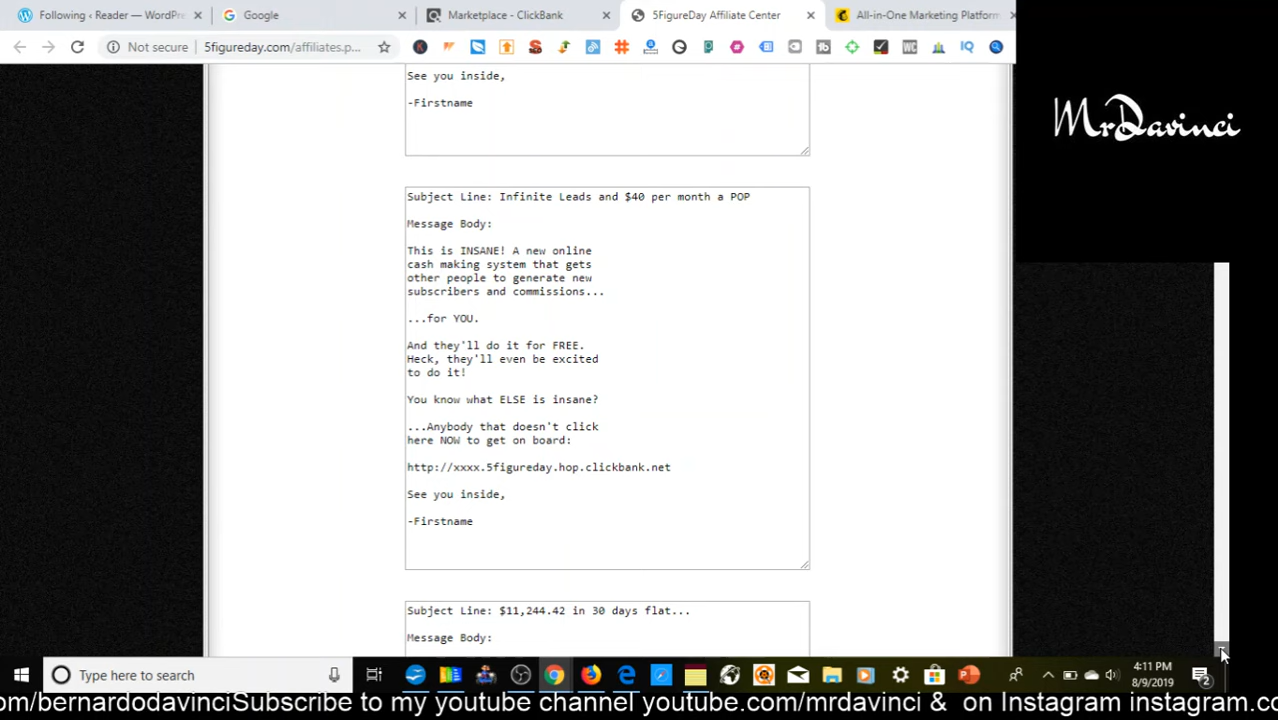 Following ‹ Reader — WordPre
Google
Marketplace - ClickBank
5FigureDay Affiliate Center
All-in-One Marketing Platform
Not secure
5figureday.com/affiliates.p...
MrDavinci
See you inside,
-Firstname
Subject Line: Infinite Leads and $40 per month a POP
Message Body:
This is INSANE! A new online
cash making system that gets
other people to generate new
subscribers and commissions...
...for YOU.
And they'll do it for FREE.
Heck, they'll even be excited
to do it!
You know what ELSE is insane?
...Anybody that doesn't click
here NOW to get on board:
http://xxxx.5figureday.hop.clickbank.net
See you inside,
-Firstname
Subject Line: $11,244.42 in 30 days flat...
Message Body:
Type here to search
4:11 PM
8/9/2019
2
om/bernardodavinciSubscribe to my youtube channel youtube.com/mrdavinci & on Instagram instagram.co